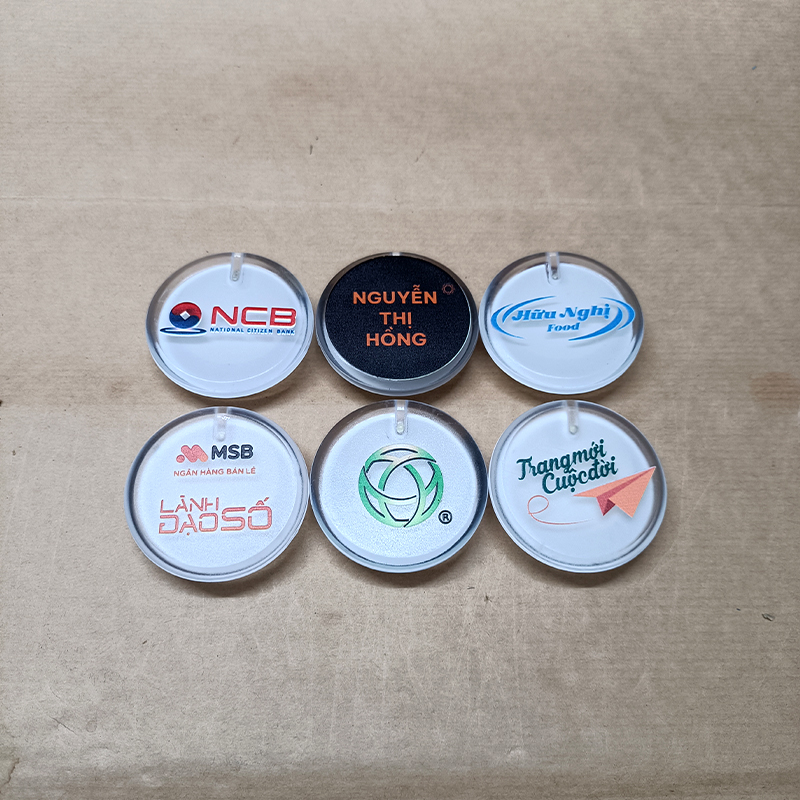 NCB
NATIONAL CITIZEN BANK
NGUYỄN
THỊ
HỒNG
Hữu Nghị
Food
MSB
NGÂN HÀNG BÁN LẺ
LÃNH
ĐẠO SỐ
®
Trang mới
Cuộc đời